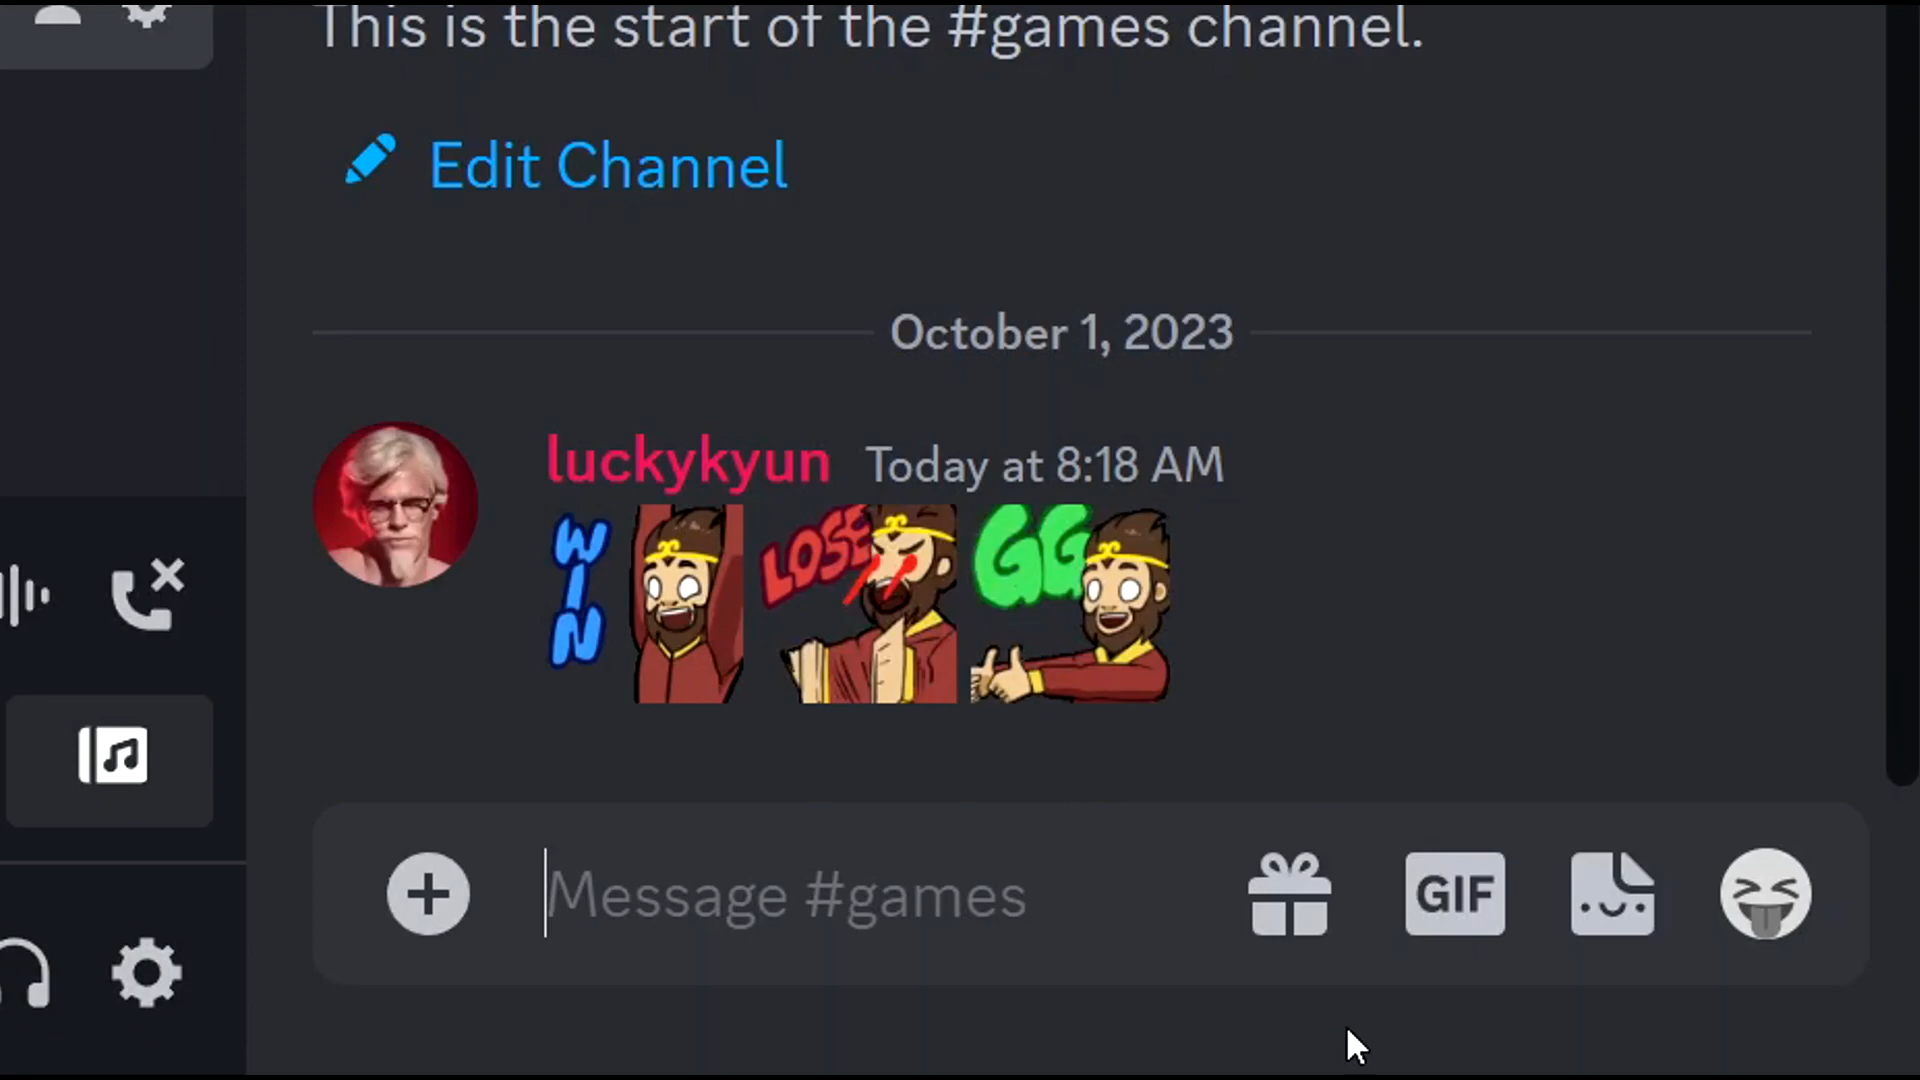 This is the start of the #games channel.
Edit Channel
October 1, 2023
luckykyun Today at 8:18 AM
WIN LOSE GG
Message #games GIF